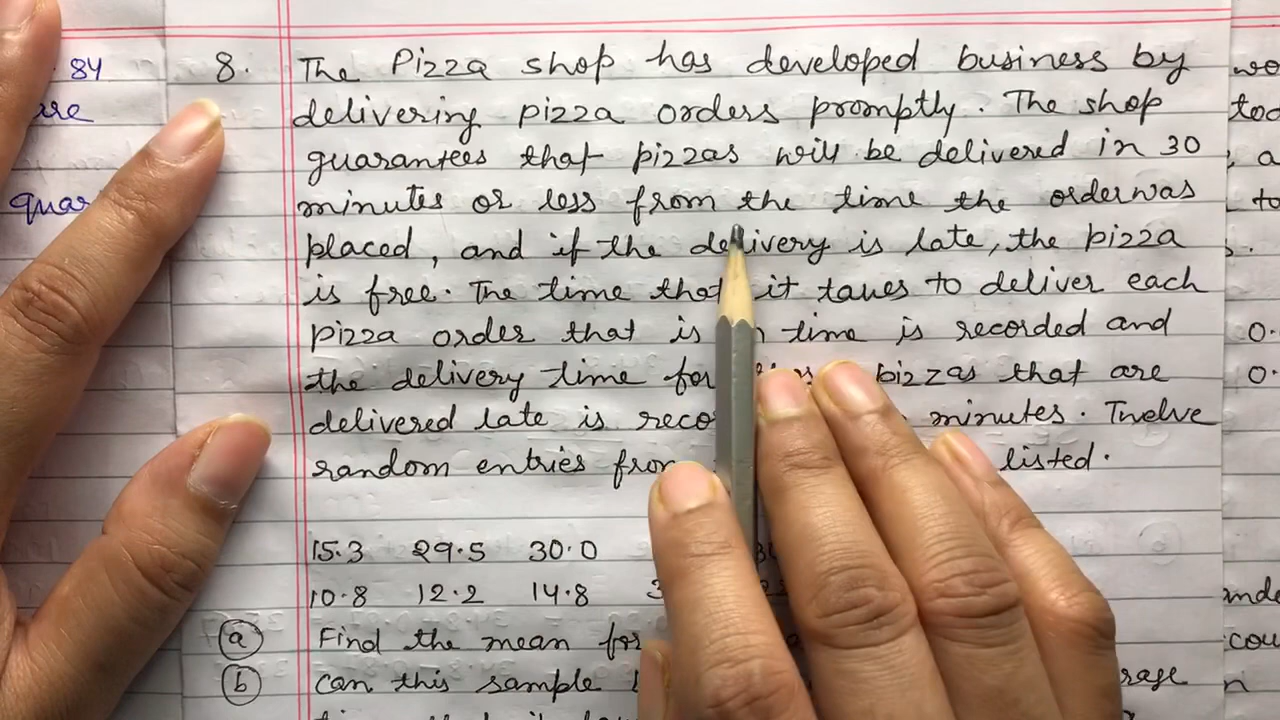 84
8. The Pizza shop has developed business by
delivering pizza orders promptly. The shop
guarantees that pizzas will be delivered in 30
minutes or less from the time the order was
placed, and if the delivery is late, the pizza
is free. The time that it takes to deliver each
pizza order that is time is recorded and
the delivery time for pizzas that are
delivered late is minutes. Twelve
random entries listed.
15.3 29.5 30.0
10.8 12.2 14.8
(a) Find the mean for
(b) can this sample